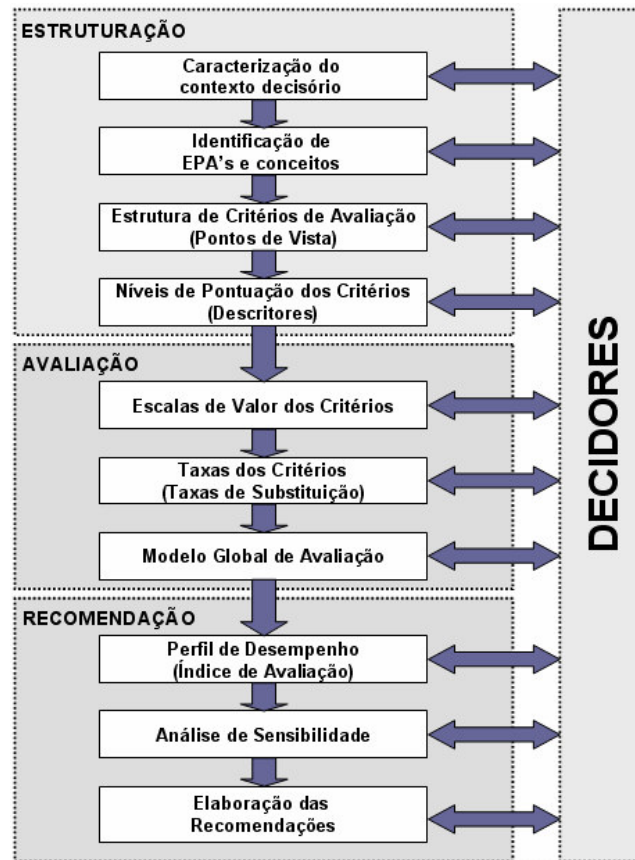 ESTRUTURAÇÃO
Caracterização do
contexto decisório
Identificação de
EPA's e conceitos
Estrutura de Critérios de Avaliação
(Pontos de Vista)
Níveis de Pontuação dos Critérios
(Descritores)
AVALIAÇÃO
Escalas de Valor dos Critérios
Taxas dos Critérios
(Taxas de Substituição)
Modelo Global de Avaliação
RECOMENDAÇÃO
Perfil de Desempenho
(Índice de Avaliação)
Análise de Sensibilidade
Elaboração das
Recomendações
DECIDORES